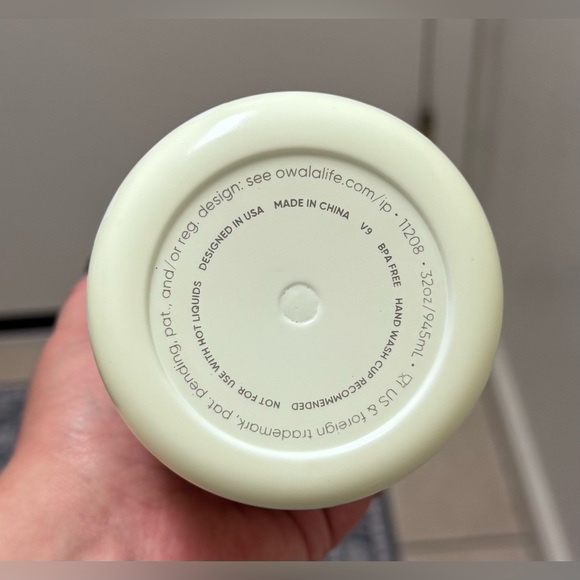 US & foreign trademark, pat. pending, pat., and/or reg. design: see owalalife.com/ip • 11208 • 32oz/945mL •
DESIGNED IN USA MADE IN CHINA V9 BPA FREE HAND WASH CUP RECOMMENDED NOT FOR USE WITH HOT LIQUIDS